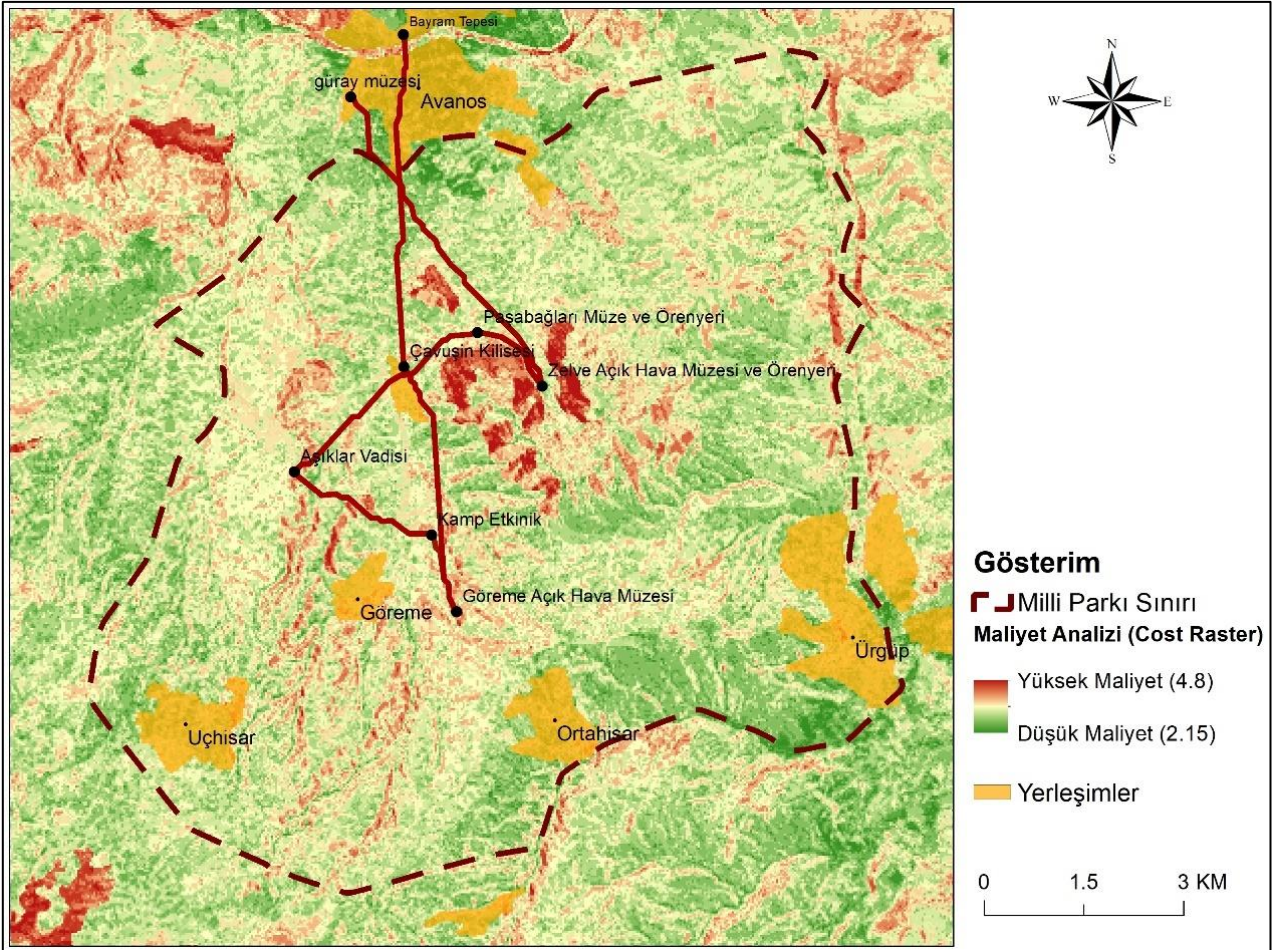 Bayram Tepesi
güray müzesi
Avanos
Paşabağları Müze ve Örenyeri
Çavuşin Kilisesi
Zelve Açık Hava Müzesi ve Örenyeri
Aşıklar Vadisi
Kamp Etkinik
Göreme Açık Hava Müzesi
Göreme
Ürgüp
Uçhisar
Ortahisar
N
W
E
S
Gösterim
Milli Parkı Sınırı
Maliyet Analizi (Cost Raster)
Yüksek Maliyet (4.8)
Düşük Maliyet (2.15)
Yerleşimler
0 1.5 3 KM